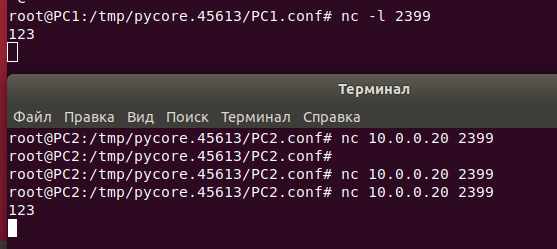 root@PC1:/tmp/pycore.45613/PC1.conf# nc -l 2399
123
Терминал
Файл Правка Вид Поиск Терминал Справка
root@PC2:/tmp/pycore.45613/PC2.conf# nc 10.0.0.20 2399
root@PC2:/tmp/pycore.45613/PC2.conf#
root@PC2:/tmp/pycore.45613/PC2.conf# nc 10.0.0.20 2399
root@PC2:/tmp/pycore.45613/PC2.conf# nc 10.0.0.20 2399
123